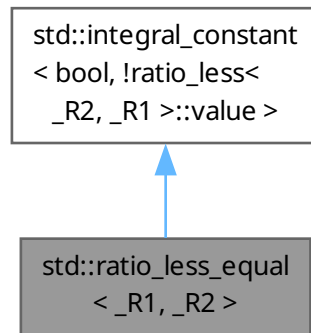 std::integral_constant
< bool, !ratio_less<
_R2, _R1 >::value >
std::ratio_less_equal
< _R1, _R2 >